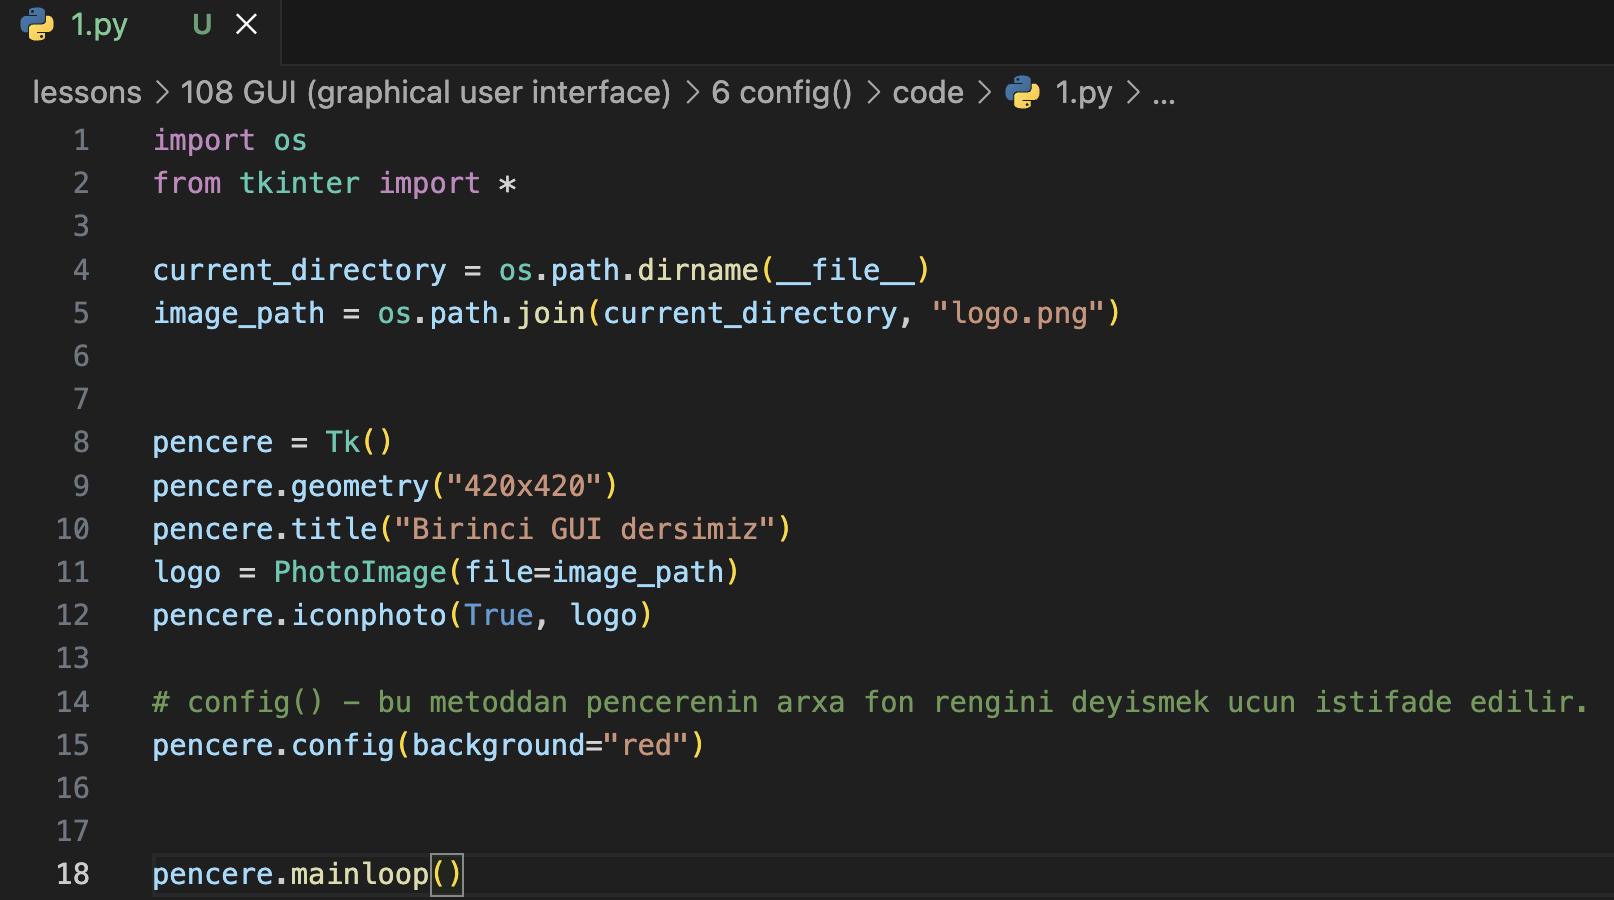 1.py U
lessons > 108 GUI (graphical user interface) > 6 config() > code > 1.py > ...
1 import os
2 from tkinter import *
3
4 current_directory = os.path.dirname(__file__)
5 image_path = os.path.join(current_directory, "logo.png")
6
7
8 pencere = Tk()
9 pencere.geometry("420x420")
10 pencere.title("Birinci GUI dersimiz")
11 logo = PhotoImage(file=image_path)
12 pencere.iconphoto(True, logo)
13
14 # config() – bu metoddan pencerenin arxa fon rengini deyismek ucun istifade edilir.
15 pencere.config(background="red")
16
17
18 pencere.mainloop()